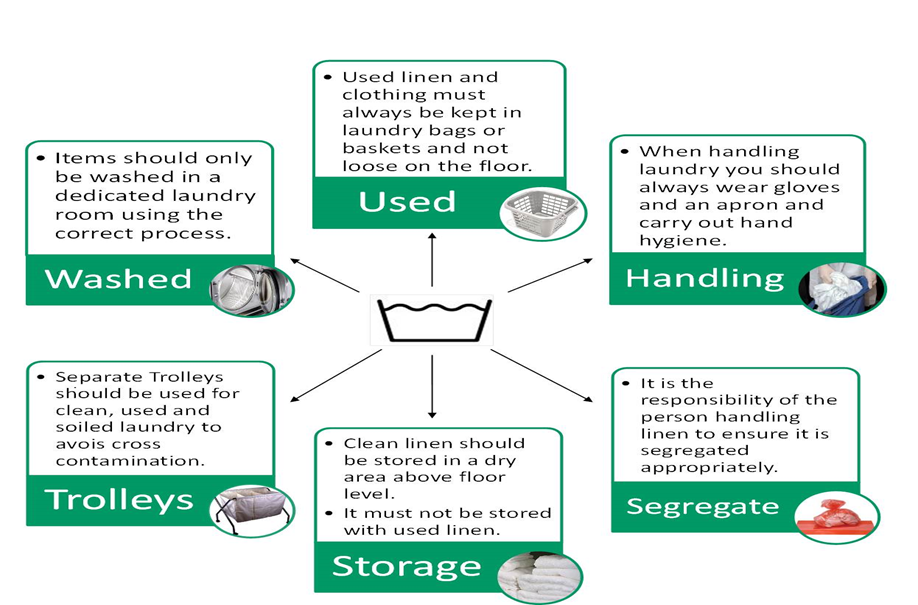 • Used linen and
clothing must
always be kept in
laundry bags or
baskets and not
loose on the floor.
Used
• Items should only
be washed in a
dedicated laundry
room using the
correct process.
Washed
• When handling
laundry you should
always wear gloves
and an apron and
carry out hand
hygiene.
Handling
• Separate Trolleys
should be used for
clean, used and
soiled laundry to
avois cross
contamination.
Trolleys
• Clean linen should
be stored in a dry
area above floor
level.
• It must not be stored
with used linen.
Storage
• It is the
responsibility of the
person handling
linen to ensure it is
segregated
appropriately.
Segregate